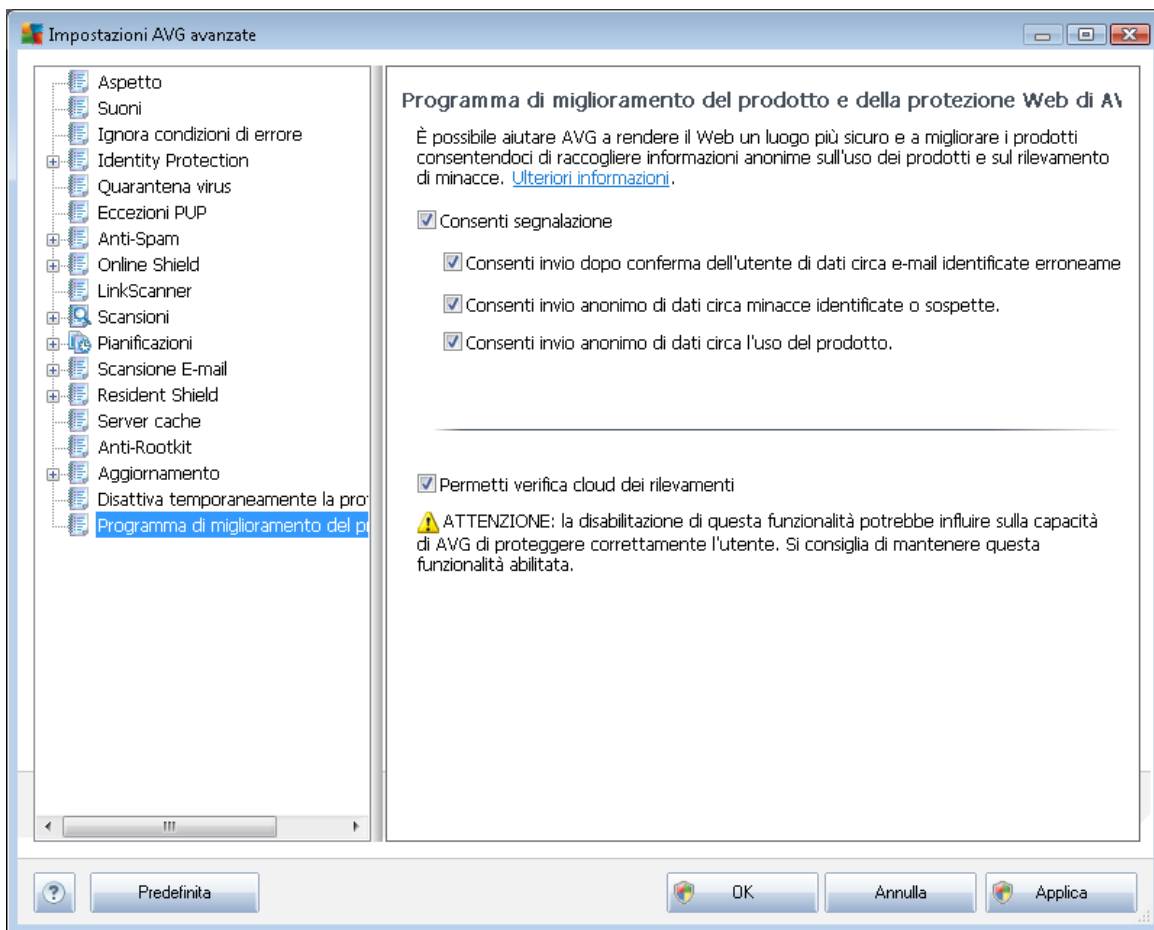 Impostazioni AVG avanzate
Aspetto
Suoni
Ignora condizioni di errore
Identity Protection
Quarantena virus
Eccezioni PUP
Anti-Spam
Online Shield
LinkScanner
Scansioni
Pianificazioni
Scansione E-mail
Resident Shield
Server cache
Anti-Rootkit
Aggiornamento
Disattiva temporaneamente la pro
Programma di miglioramento del p
Programma di miglioramento del prodotto e della protezione Web di AV
È possibile aiutare AVG a rendere il Web un luogo più sicuro e a migliorare i prodotti
consentendoci di raccogliere informazioni anonime sull'uso dei prodotti e sul rilevamento
di minacce. Ulteriori informazioni.
Consenti segnalazione
Consenti invio dopo conferma dell'utente di dati circa e-mail identificate erroneame
Consenti invio anonimo di dati circa minacce identificate o sospette.
Consenti invio anonimo di dati circa l'uso del prodotto.
Permetti verifica cloud dei rilevamenti
ATTENZIONE: la disabilitazione di questa funzionalità potrebbe influire sulla capacità
di AVG di proteggere correttamente l'utente. Si consiglia di mantenere questa
funzionalità abilitata.
Predefinita
OK
Annulla
Applica